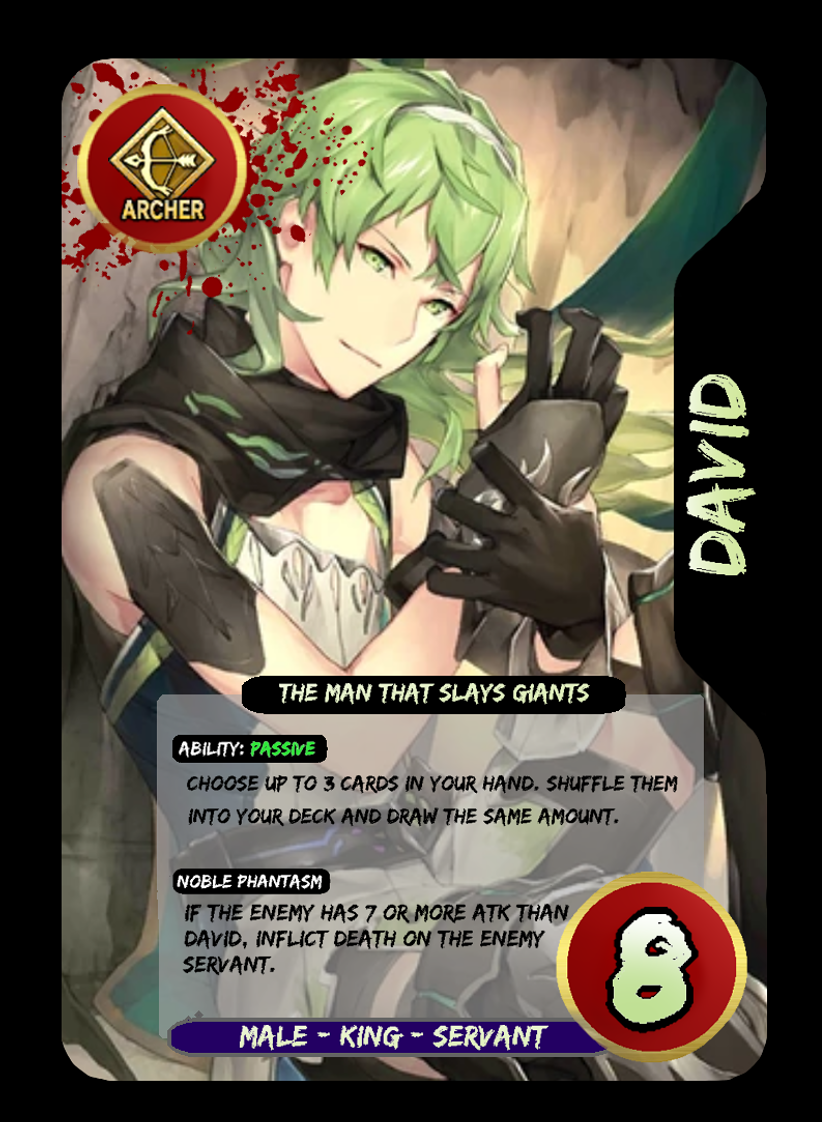 ARCHER
DAVID
THE MAN THAT SLAYS GIANTS
ABILITY: PASSIVE
CHOOSE UP TO 3 CARDS IN YOUR HAND. SHUFFLE THEM
INTO YOUR DECK AND DRAW THE SAME AMOUNT.
NOBLE PHANTASM
IF THE ENEMY HAS 7 OR MORE ATK THAN
DAVID, INFLICT DEATH ON THE ENEMY
SERVANT.
8
MALE - KING - SERVANT